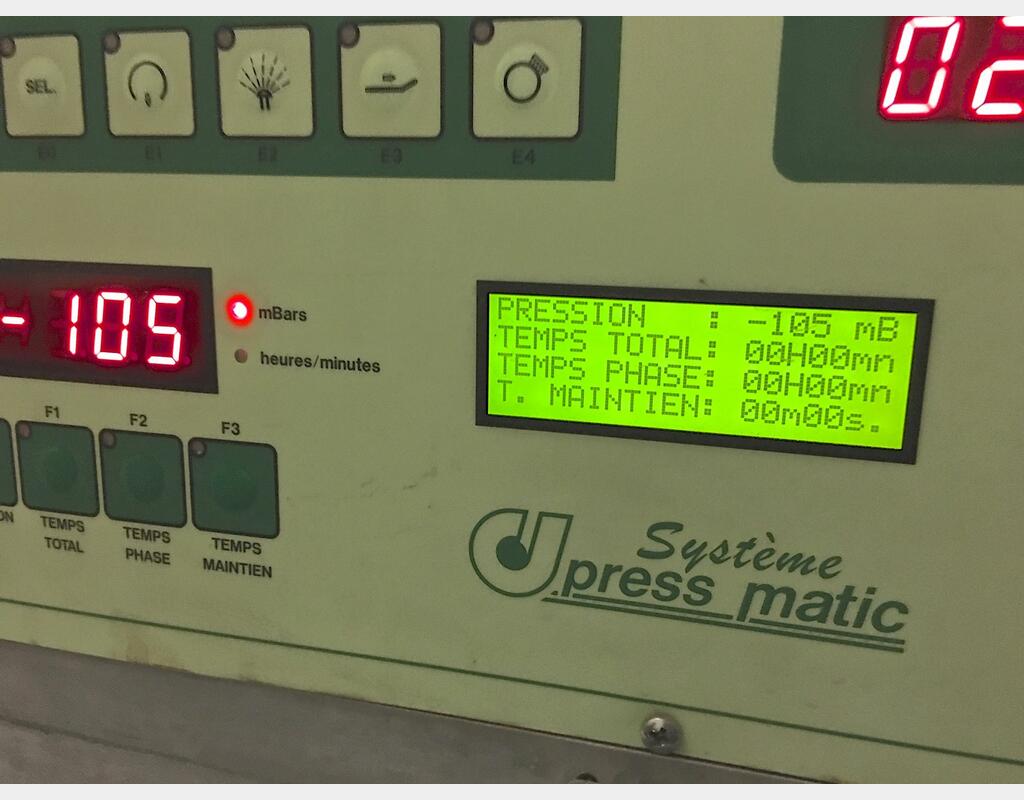 SEL.
E0 E1 E2 E3 E4
02
-105
mBars
heures/minutes
PRESSION : -105 mB
TEMPS TOTAL: 00H00mn
TEMPS PHASE: 00H00mn
T. MAINTIEN: 00m00s.
F1 F2 F3
ON
TEMPS TOTAL
TEMPS PHASE
TEMPS MAINTIEN
Système
press matic